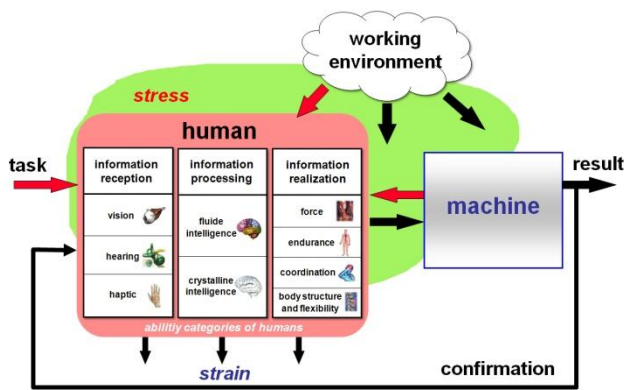 working
environment
stress
human
task
result
information
reception
information
processing
information
realization
vision
hearing
haptic
fluide
intelligence
crystalline
intelligence
force
endurance
coordination
body structure
and flexibility
machine
abilitiy categories of humans
strain
confirmation